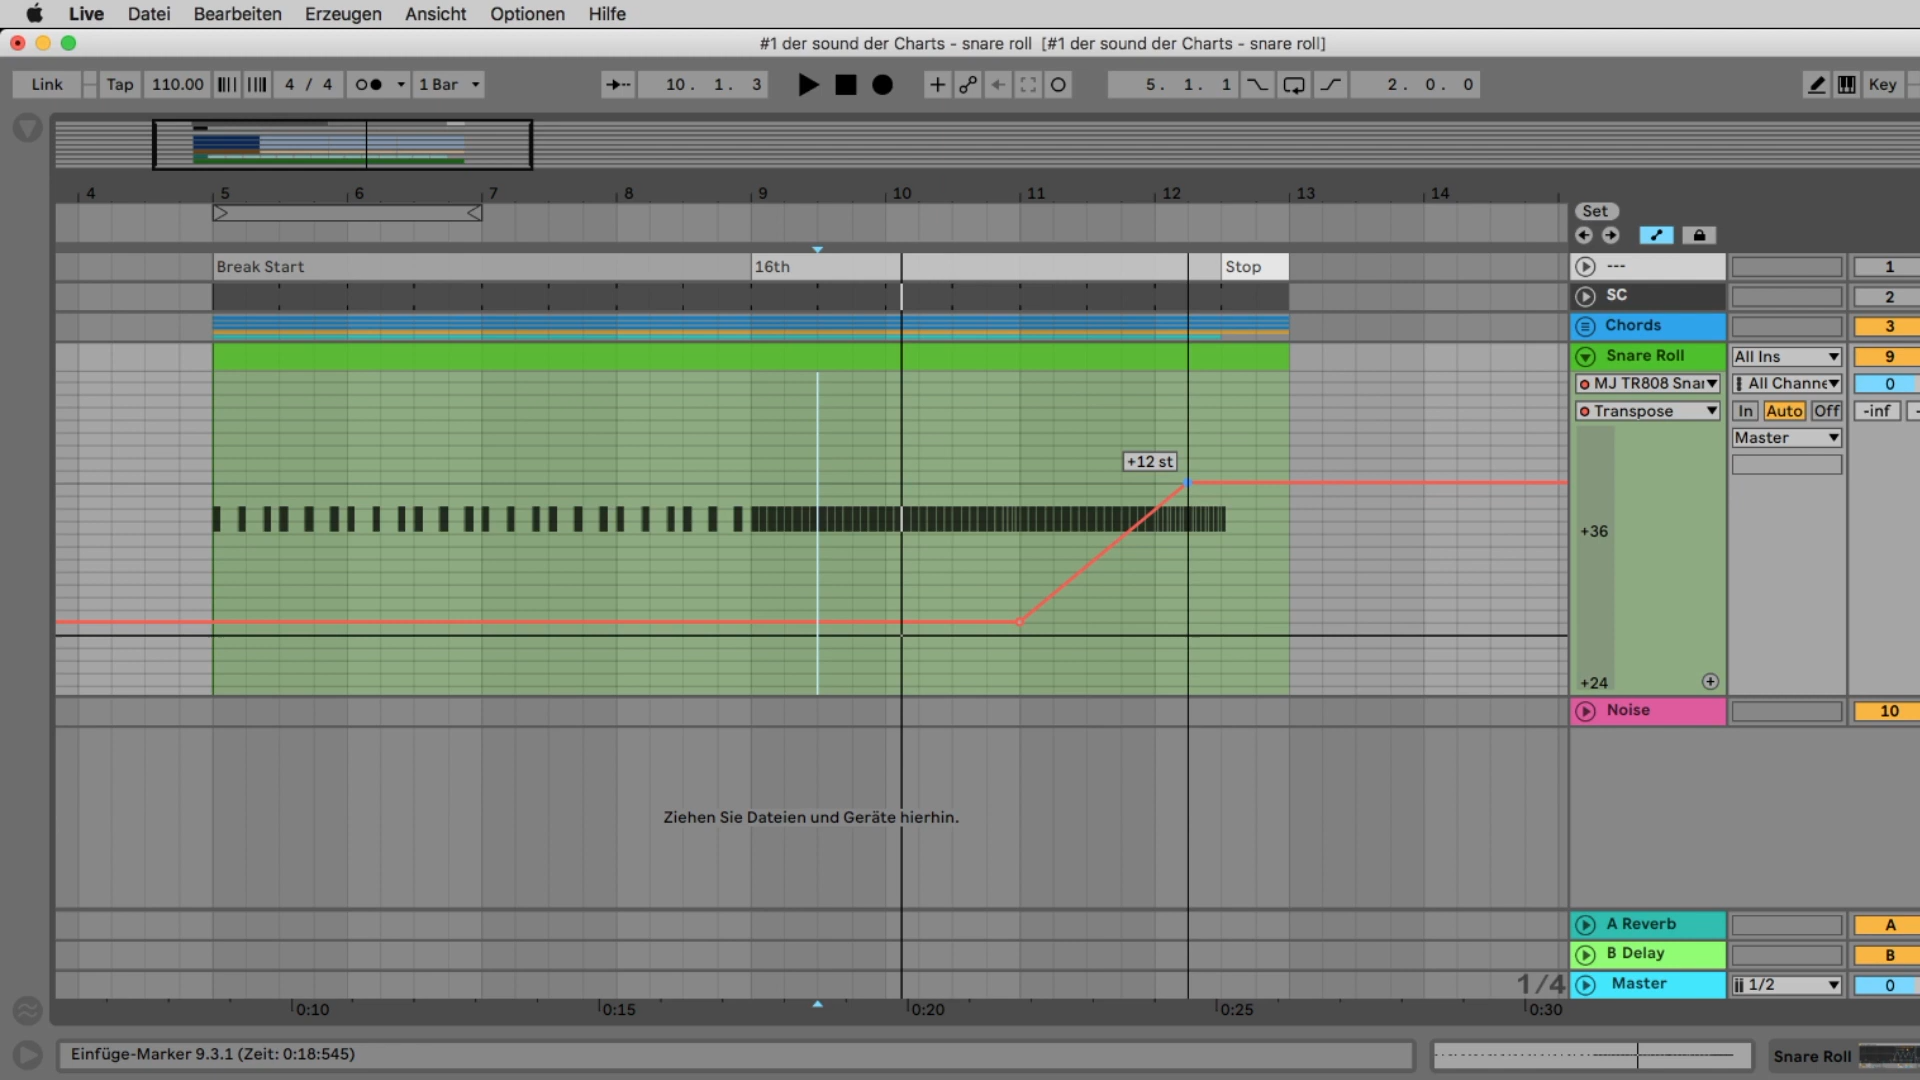 Live Datei Bearbeiten Erzeugen Ansicht Optionen Hilfe
#1 der sound der Charts - snare roll [#1 der sound der Charts - snare roll]
Link Tap 110.00 4 / 4 1 Bar 10. 1. 3 5. 1. 1 2. 0. 0 Key
4 5 6 7 8 9 10 11 12 13 14
Set
Break Start 16th Stop --- 1
SC 2
Chords 3
Snare Roll All Ins 9
MJ TR808 Snar All Channe 0
Transpose In Auto Off -inf
Master
+12 st
+36
+24
Noise 10
Ziehen Sie Dateien und Geräte hierhin.
A Reverb A
B Delay B
1/4 Master 1/2 0
0:10 0:15 0:20 0:25 0:30
Einfüge-Marker 9.3.1 (Zeit: 0:18:545) Snare Roll